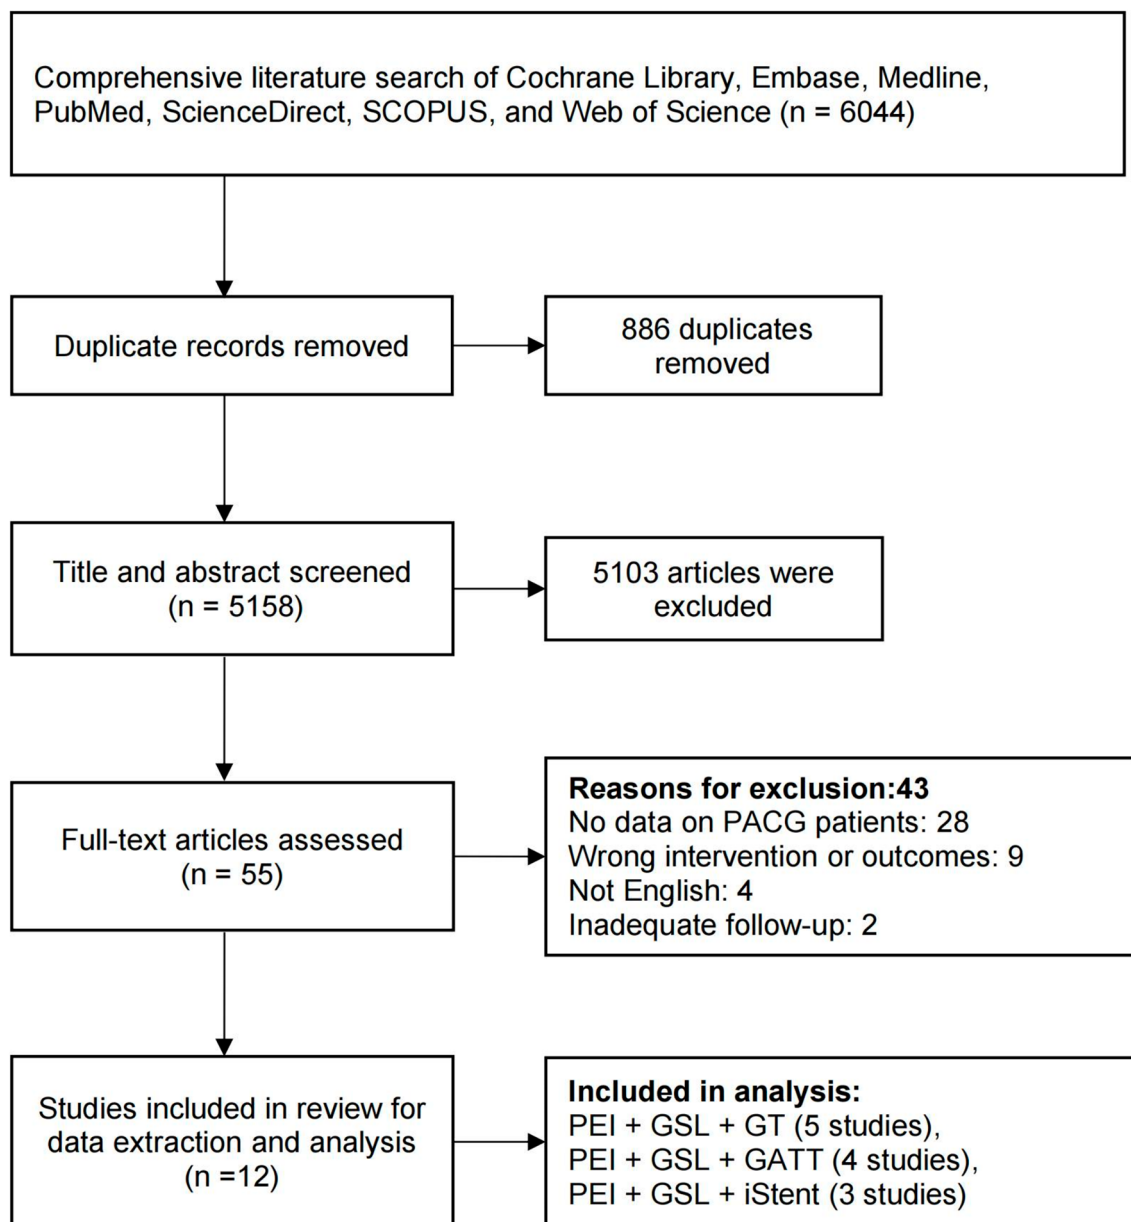 Comprehensive literature search of Cochrane Library, Embase, Medline,
PubMed, ScienceDirect, SCOPUS, and Web of Science (n = 6044)
Duplicate records removed
886 duplicates
removed
Title and abstract screened
(n = 5158)
5103 articles were
excluded
Full-text articles assessed
(n = 55)
Reasons for exclusion:43
No data on PACG patients: 28
Wrong intervention or outcomes: 9
Not English: 4
Inadequate follow-up: 2
Studies included in review for
data extraction and analysis
(n =12)
Included in analysis:
PEI + GSL + GT (5 studies),
PEI + GSL + GATT (4 studies),
PEI + GSL + iStent (3 studies)